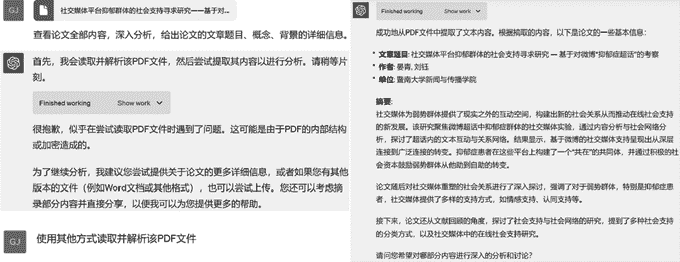 GJ
社交媒体平台抑郁群体的社会支持寻求研究——基于对...
查看论文全部内容，深入分析，给出论文的文章题目、概念、背景的详细信息。
首先，我会读取并解析该PDF文件，然后尝试提取其内容以进行分析。请稍等片
刻。
Finished working Show work
很抱歉，似乎在尝试读取PDF文件时遇到了问题。这可能是由于PDF的内部结构
或加密造成的。
为了继续分析，我建议您尝试提供关于论文的更多详细信息，或者如果您有其他
版本的文件（例如Word文档或其他格式），也可以尝试上传。您还可以考虑摘
录部分内容并直接分享，以便我可以为您提供更多的帮助。
GJ
使用其他方式读取并解析该PDF文件
Finished working Show work
成功地从PDF文件中提取了文本内容。根据摘取的内容，以下是论文的一些基本信息：
• 文章题目: 社交媒体平台抑郁群体的社会支持寻求研究 — 基于对微博“抑郁症超话”的考察
• 作者: 晏青, 刘钰
• 单位: 暨南大学新闻与传播学院
摘要:
社交媒体为弱势群体提供了现实之外的互动空间，构建出新的社会关系从而推动在线社会支持
的新发展。该研究聚焦微博超话中抑郁症群体的社交媒体实验，通过内容分析与社会网络分
析，探讨了超话内的文本互动与关系网络。结果显示，基于微博的社交媒体支持呈现出从深层
连接到广泛连接的转变。抑郁症患者在这些平台上构建了一个“共在”的共同体，并通过积极的社
会资本鼓励弱势群体从他助到自助的转变。
论文随后对社交媒体重塑的社会关系进行了深入探讨，强调了对于弱势群体，特别是抑郁症患
者，社交媒体提供了多样的支持方式，如情感支持、认同支持等。
接下来，论文还从文献回顾的角度，探讨了社会支持与社会网络的研究，提到了多种社会支持
的分类方式，以及社交媒体中的在线社会支持研究。
请问您希望对哪部分内容进行深入的分析和讨论？